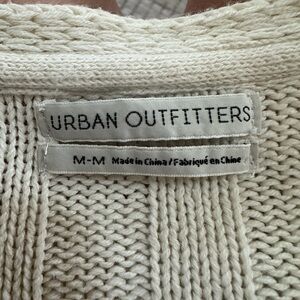 URBAN OUTFITTERS
M-M Made in China / Fabriqué en Chine